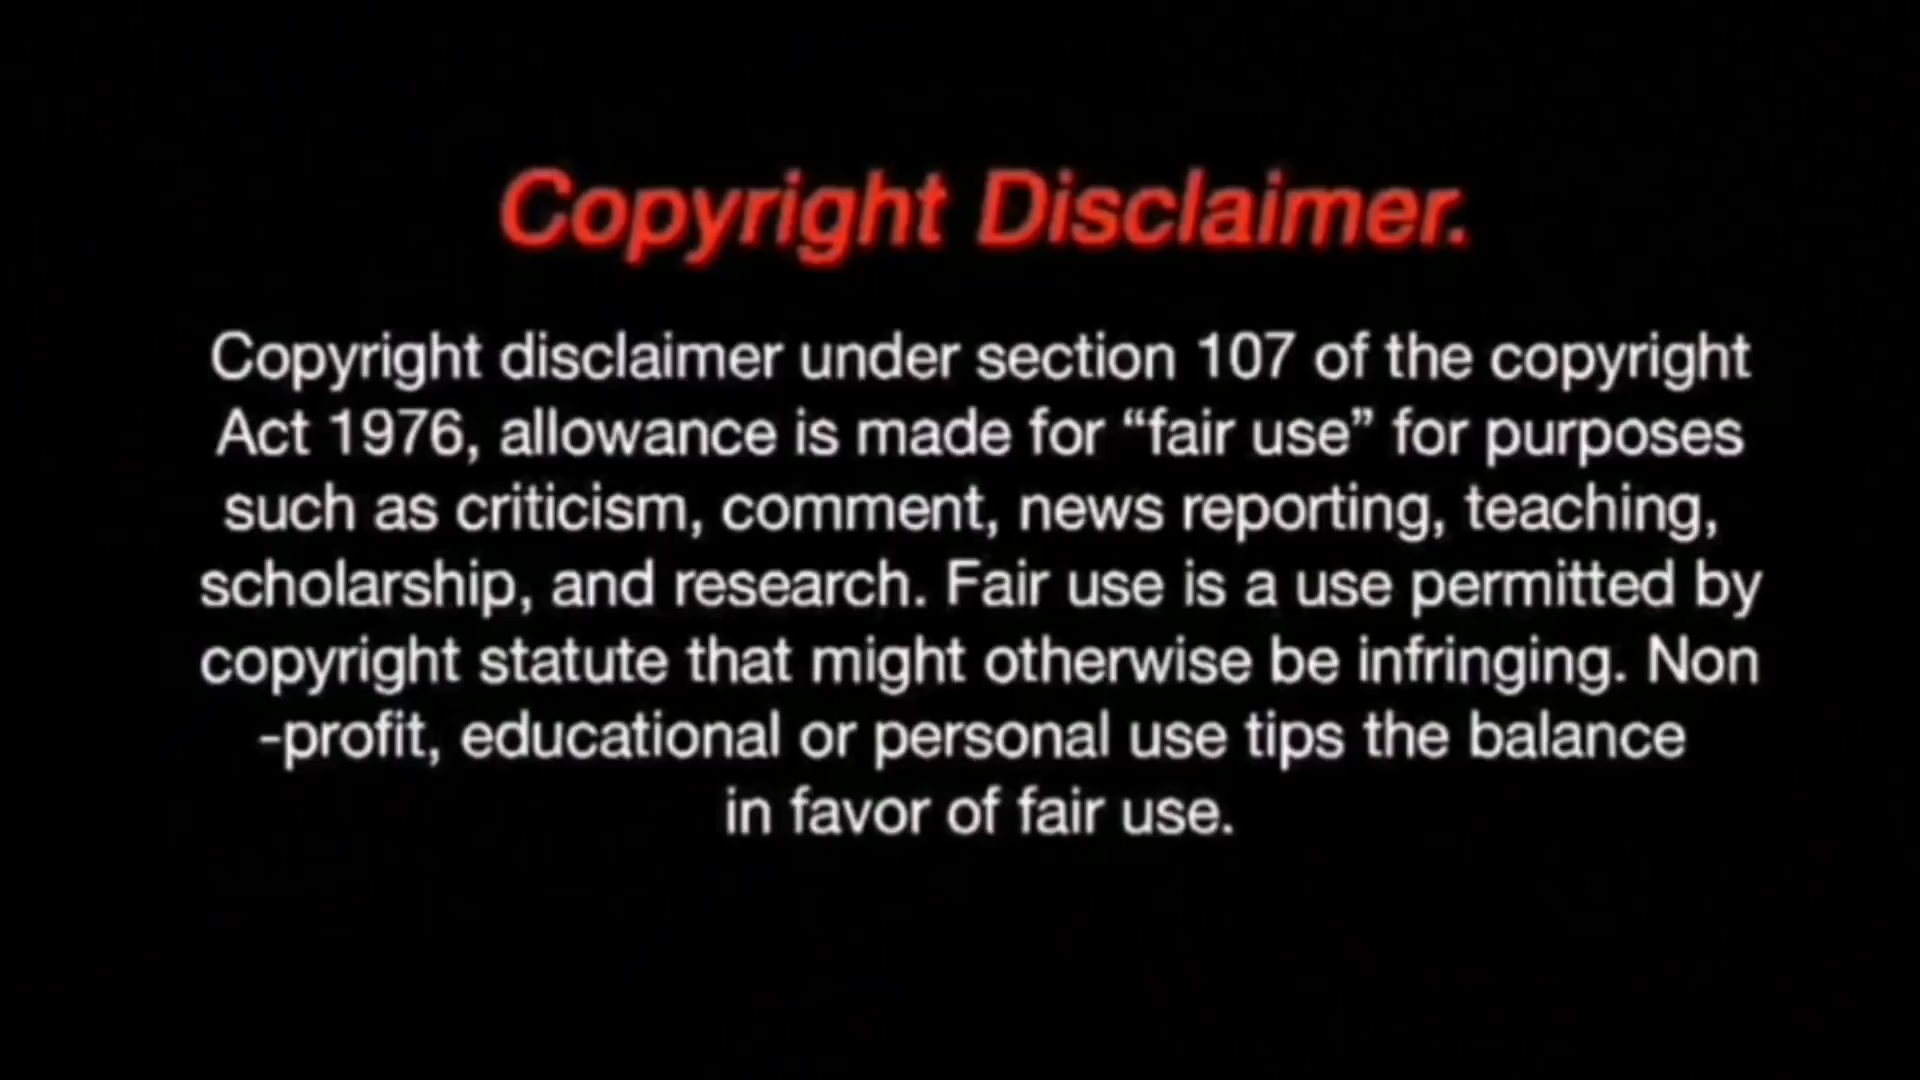 Copyright Disclaimer.
Copyright disclaimer under section 107 of the copyright
Act 1976, allowance is made for “fair use” for purposes
such as criticism, comment, news reporting, teaching,
scholarship, and research. Fair use is a use permitted by
copyright statute that might otherwise be infringing. Non
-profit, educational or personal use tips the balance
in favor of fair use.